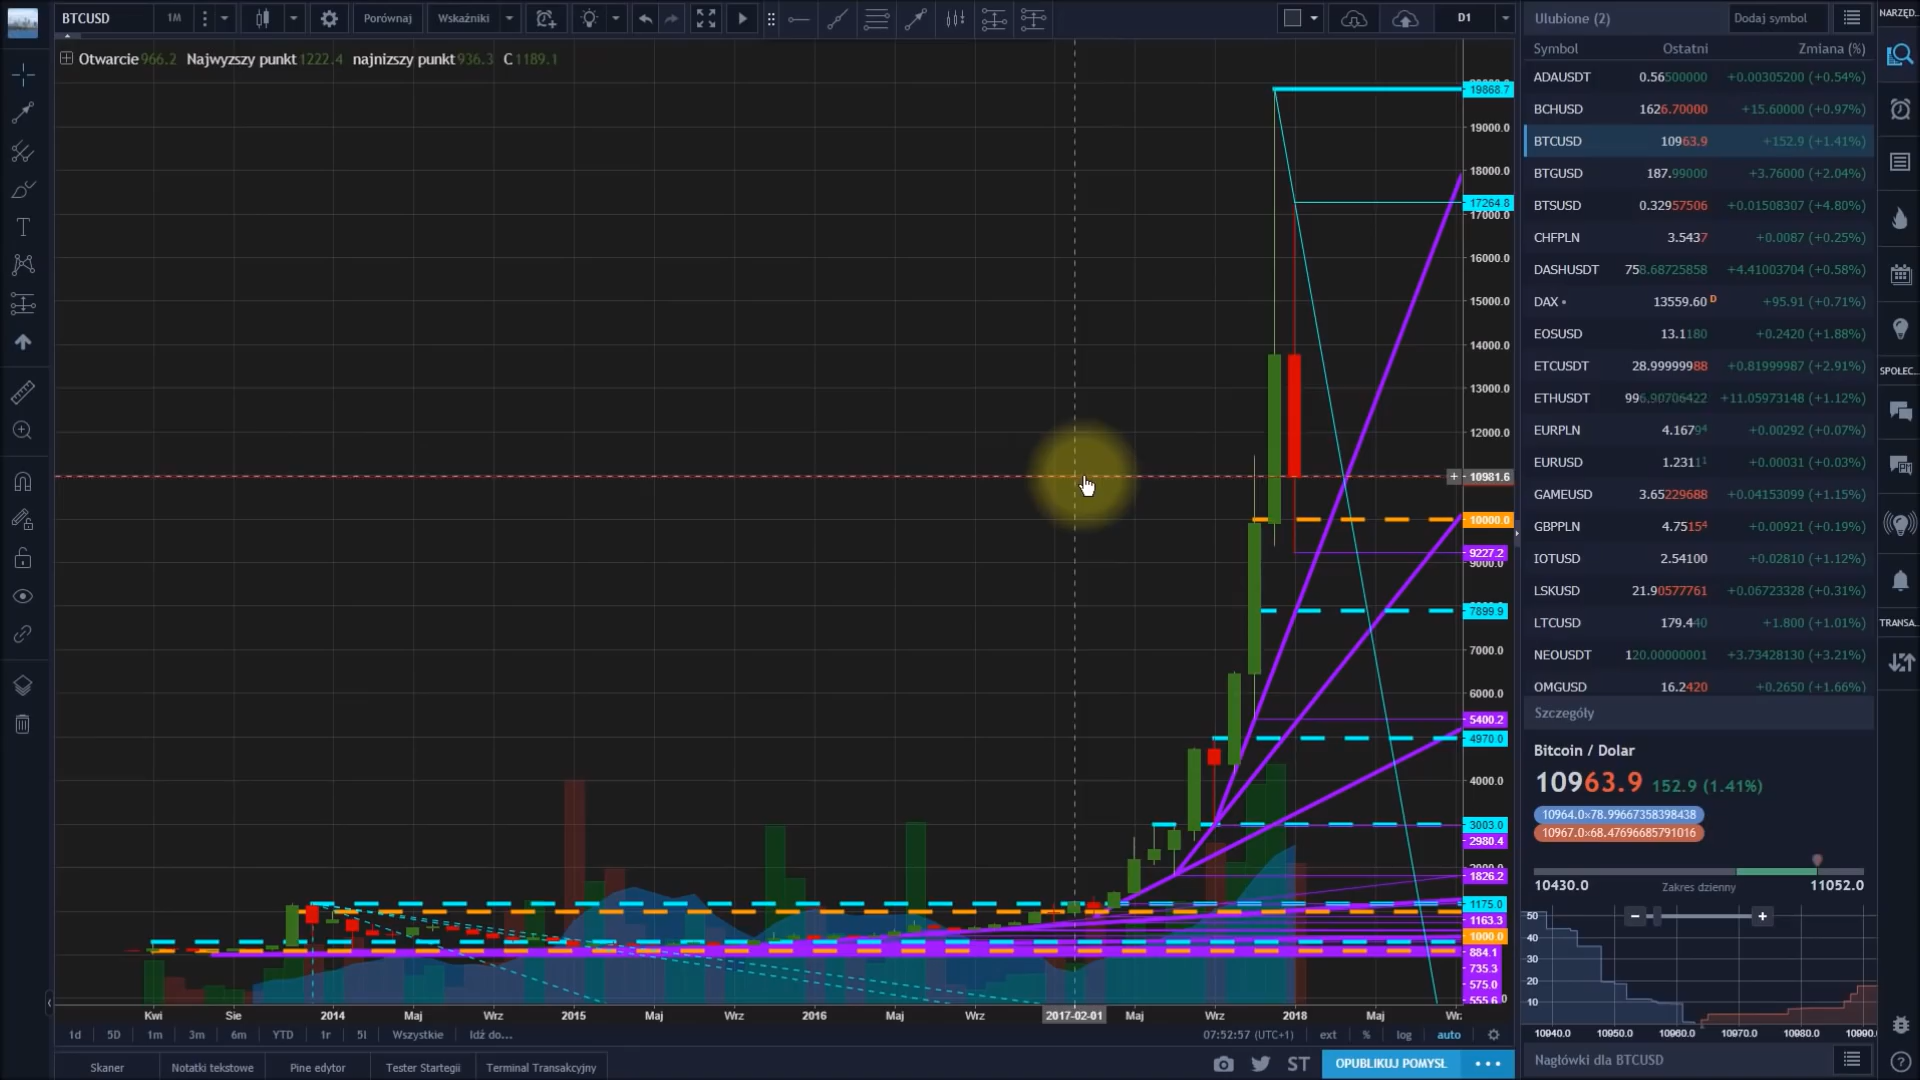 BTCUSD 1M Porównaj Wskaźniki D1
Otwarcie 966.2 Najwyzszy punkt 1222.4 najnizszy punkt 936.3 C 1189.1
19868.7
19000.0
18000.0
17264.8
17000.0
16000.0
15000.0
14000.0
13000.0
12000.0
10981.6
10000.0
9227.2
9000.0
7899.9
7000.0
6000.0
5400.2
4970.0
4000.0
3003.0
2980.4
1826.2
1175.0
1163.3
1000.0
884.1
735.3
575.0
555.6
Kwi Sie 2014 Maj Wrz 2015 Maj Wrz 2016 Maj Wrz 2017-02-01 Maj Wrz 2018 Maj
1d 5D 1m 3m 6m YTD 1r 5l Wszystkie Idź do... 07:52:57 (UTC+1) ext % log auto
Skaner Notatki tekstowe Pine edytor Tester Startegii Terminal Transakcyjny ST OPUBLIKUJ POMYSŁ
Ulubione (2) Dodaj symbol
Symbol Ostatni Zmiana (%)
ADAUSDT 0.56500000 +0.00305200 (+0.54%)
BCHUSD 1626.70000 +15.60000 (+0.97%)
BTCUSD 10963.9 +152.9 (+1.41%)
BTGUSD 187.99000 +3.76000 (+2.04%)
BTSUSD 0.32957506 +0.01508307 (+4.80%)
CHFPLN 3.5437 +0.0087 (+0.25%)
DASHUSDT 758.68725858 +4.41003704 (+0.58%)
DAX 13559.60 D +95.91 (+0.71%)
EOSUSD 13.1180 +0.2420 (+1.88%)
ETCUSDT 28.99999988 +0.81999987 (+2.91%)
ETHUSDT 996.90706422 +11.05973148 (+1.12%)
EURPLN 4.1679⁴ +0.00292 (+0.07%)
EURUSD 1.2311¹ +0.00031 (+0.03%)
GAMEUSD 3.65229688 +0.04153099 (+1.15%)
GBPPLN 4.7515⁴ +0.00921 (+0.19%)
IOTUSD 2.54100 +0.02810 (+1.12%)
LSKUSD 21.90577761 +0.06723328 (+0.31%)
LTCUSD 179.440 +1.800 (+1.01%)
NEOUSDT 120.00000001 +3.73428130 (+3.21%)
OMGUSD 16.2420 +0.2650 (+1.66%)
Szczegóły
Bitcoin / Dolar
10963.9 152.9 (1.41%)
10964.0×78.99667358398438
10967.0×68.47696685791016
10430.0 Zakres dzienny 11052.0
50
40
30
20
10
10940.0 10950.0 10960.0 10970.0 10980.0 10990.
Nagłówki dla BTCUSD
NARZĘD.
SPOŁEC.
TRANSA.